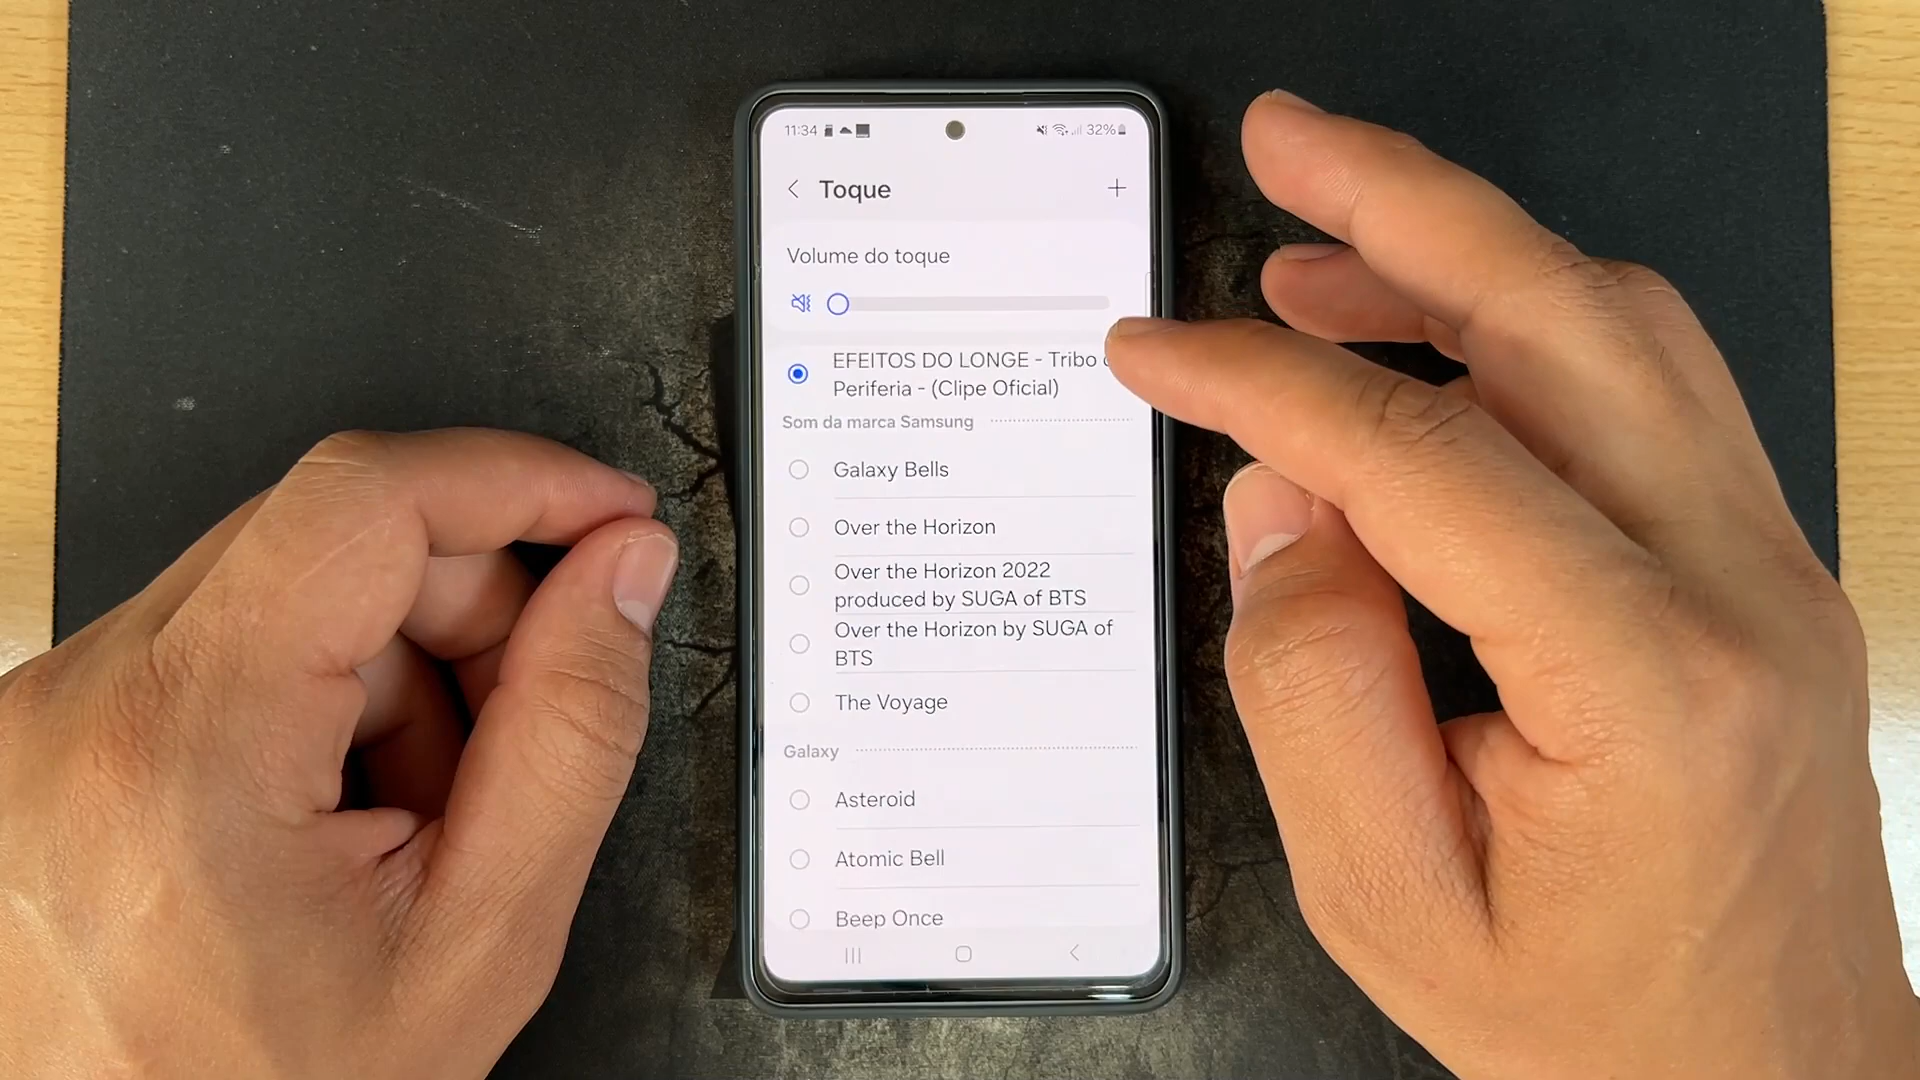 11:34
32%
Toque
Volume do toque
EFEITOS DO LONGE - Tribo
Periferia - (Clipe Oficial)
Som da marca Samsung
Galaxy Bells
Over the Horizon
Over the Horizon 2022
produced by SUGA of BTS
Over the Horizon by SUGA of
BTS
The Voyage
Galaxy
Asteroid
Atomic Bell
Beep Once